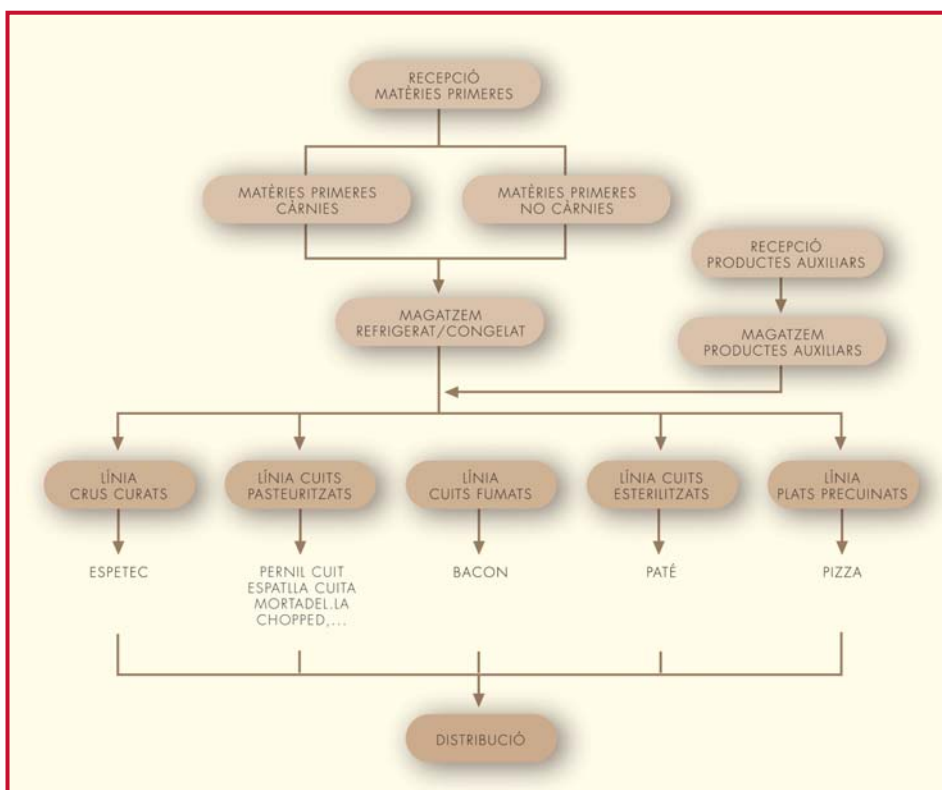 RECEPCIÓ
MATÈRIES PRIMERES
MATÈRIES PRIMERES
CÀRNIES
MATÈRIES PRIMERES
NO CÀRNIES
RECEPCIÓ
PRODUCTES AUXILIARS
MAGATZEM
REFRIGERAT/CONGELAT
MAGATZEM
PRODUCTES AUXILIARS
LÍNIA
CRUS CURATS
LÍNIA CUITS
PASTEURITZATS
LÍNIA
CUITS FUMATS
LÍNIA CUITS
ESTERILITZATS
LÍNIA
PLATS PRECUINATS
ESPETEC
PERNIL CUIT
ESPATLLA CUITA
MORTADEL.LA
CHOPPED,...
BACON
PATÉ
PIZZA
DISTRIBUCIÓ